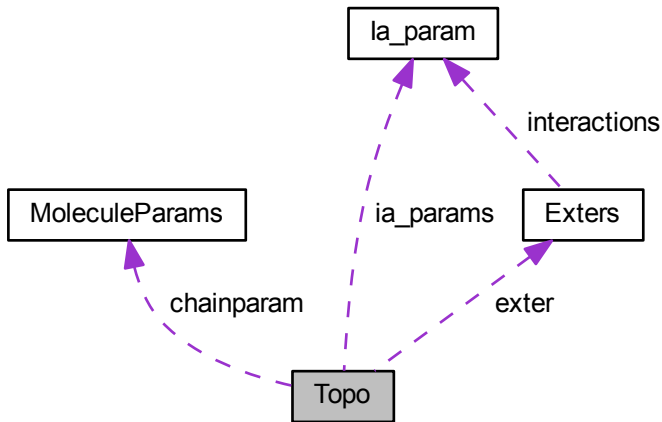 Ia_param
interactions
MoleculeParams
ia_params
Exters
chainparam
exter
Topo